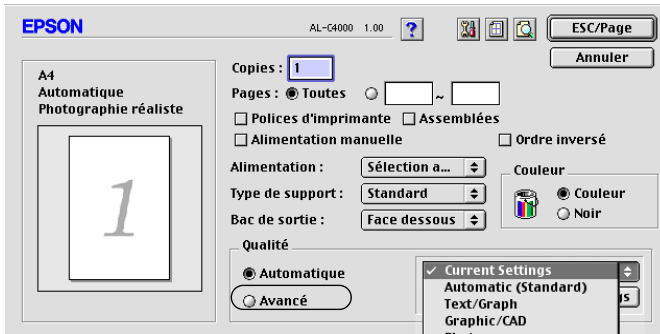 EPSON
AL-C4000 1.00
?
ESC/Page
Annuler
A4
Automatique
Photographie réaliste
1
Copies : 1
Pages : Toutes ~
Polices d'imprimante Assemblées
Alimentation manuelle Ordre inversé
Alimentation : Sélection a...
Type de support : Standard
Bac de sortie : Face dessous
Couleur
Couleur
Noir
Qualité
Automatique
Avancé
✓ Current Settings
Automatic (Standard)
Text/Graph
Graphic/CAD